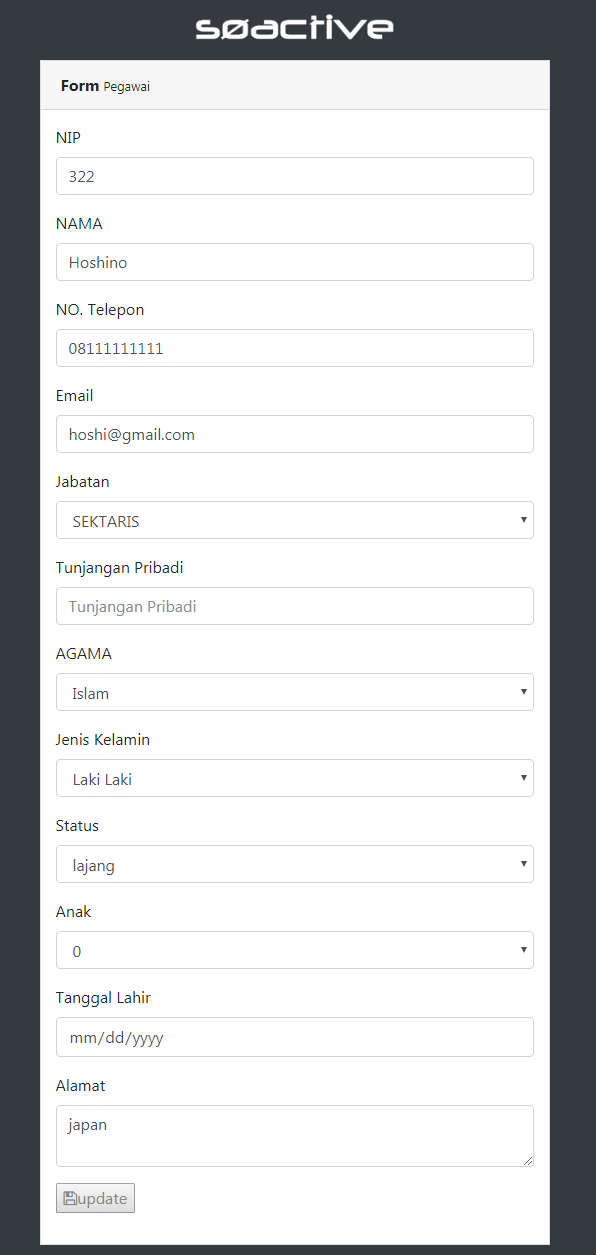 søactive
Form Pegawai
NIP
322
NAMA
Hoshino
NO. Telepon
08111111111
Email
hoshi@gmail.com
Jabatan
SEKTARIS
Tunjangan Pribadi
Tunjangan Pribadi
AGAMA
Islam
Jenis Kelamin
Laki Laki
Status
lajang
Anak
0
Tanggal Lahir
mm/dd/yyyy
Alamat
japan
update